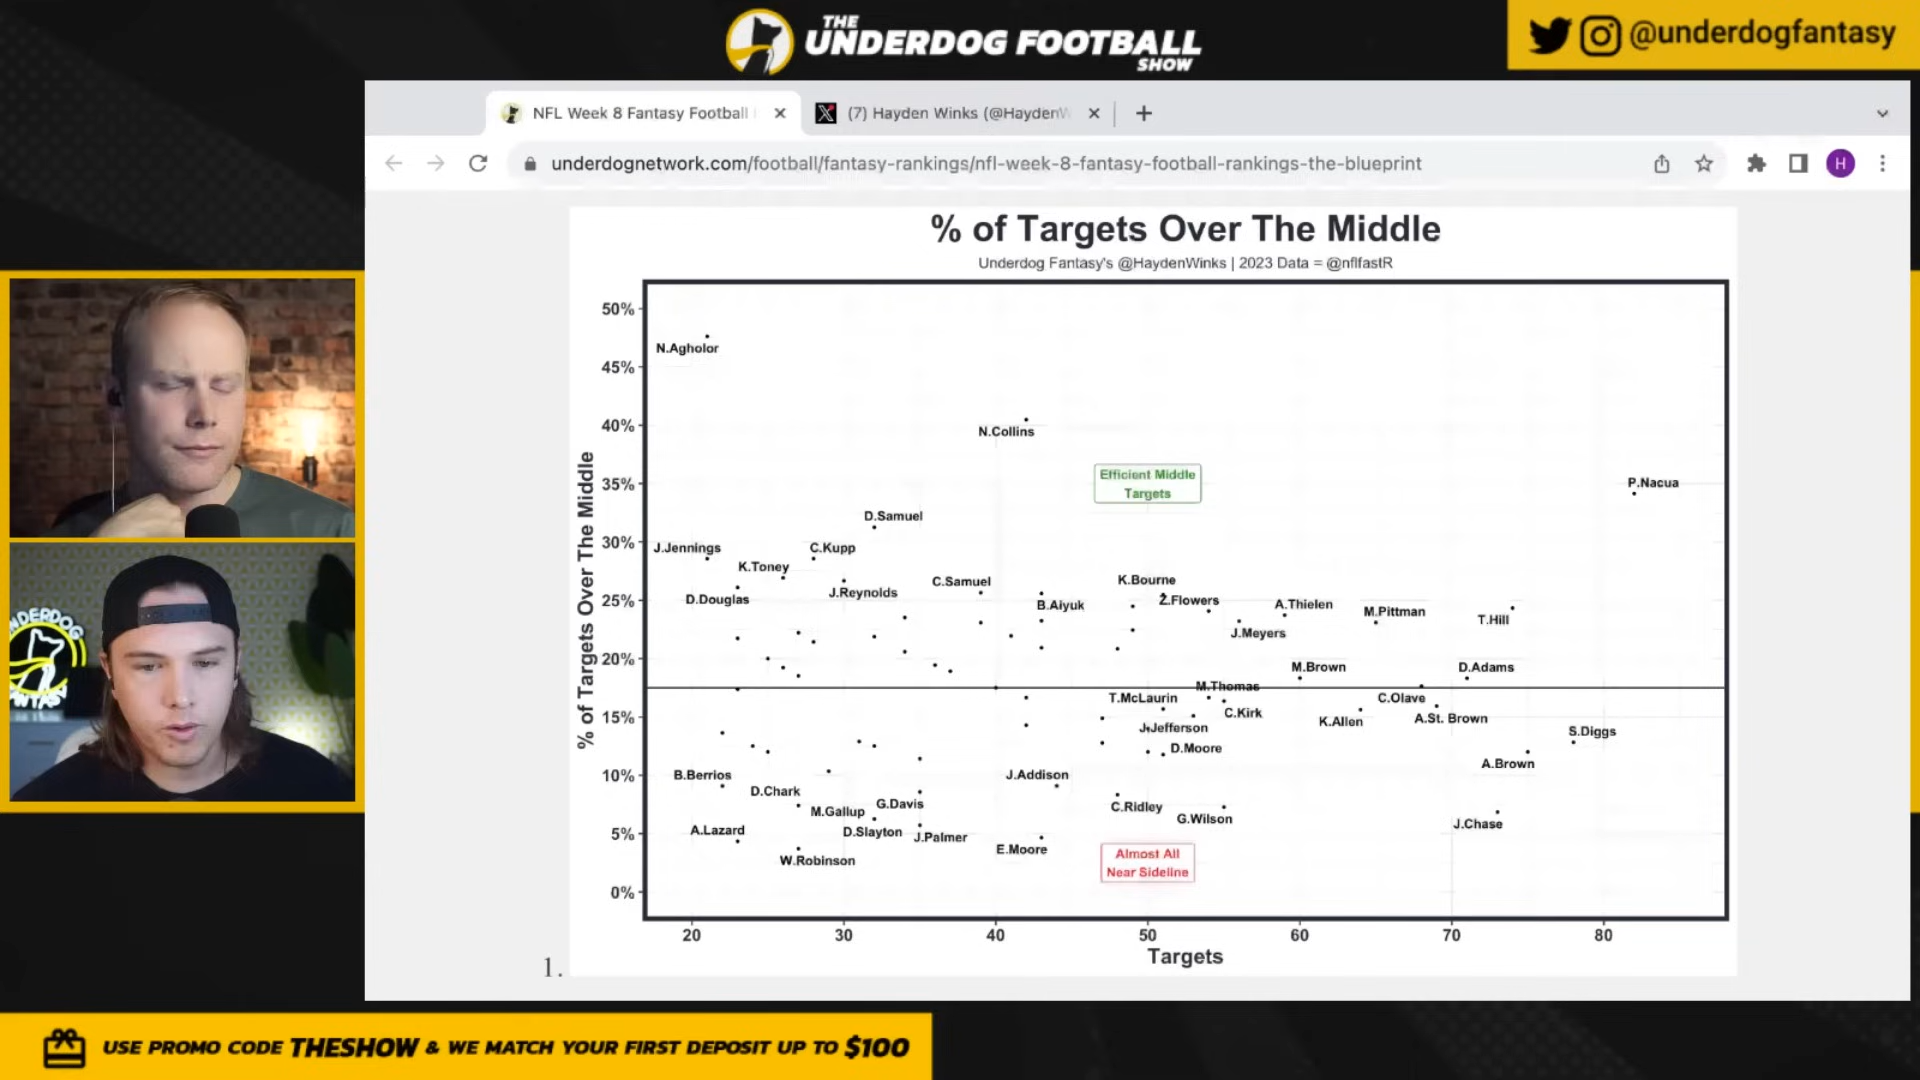 THE
UNDERDOG FOOTBALL
SHOW
@underdogfantasy
NFL Week 8 Fantasy Football
(7) Hayden Winks (@HaydenW
underdognetwork.com/football/fantasy-rankings/nfl-week-8-fantasy-football-rankings-the-blueprint
H
% of Targets Over The Middle
Underdog Fantasy's @HaydenWinks | 2023 Data = @nflfastR
% of Targets Over The Middle
50%
45%
40%
35%
30%
25%
20%
15%
10%
5%
0%
N.Agholor
N.Collins
Efficient Middle
Targets
P.Nacua
D.Samuel
J.Jennings
C.Kupp
K.Toney
C.Samuel
K.Bourne
D.Douglas
J.Reynolds
B.Aiyuk
Z.Flowers
A.Thielen
M.Pittman
T.Hill
J.Meyers
M.Brown
D.Adams
M.Thomas
T.McLaurin
C.Olave
C.Kirk
K.Allen
A.St. Brown
J.Jefferson
S.Diggs
D.Moore
A.Brown
B.Berrios
J.Addison
D.Chark
M.Gallup
G.Davis
C.Ridley
G.Wilson
J.Chase
A.Lazard
D.Slayton
J.Palmer
E.Moore
W.Robinson
Almost All
Near Sideline
20 30 40 50 60 70 80
Targets
1.
USE PROMO CODE THESHOW & WE MATCH YOUR FIRST DEPOSIT UP TO $100